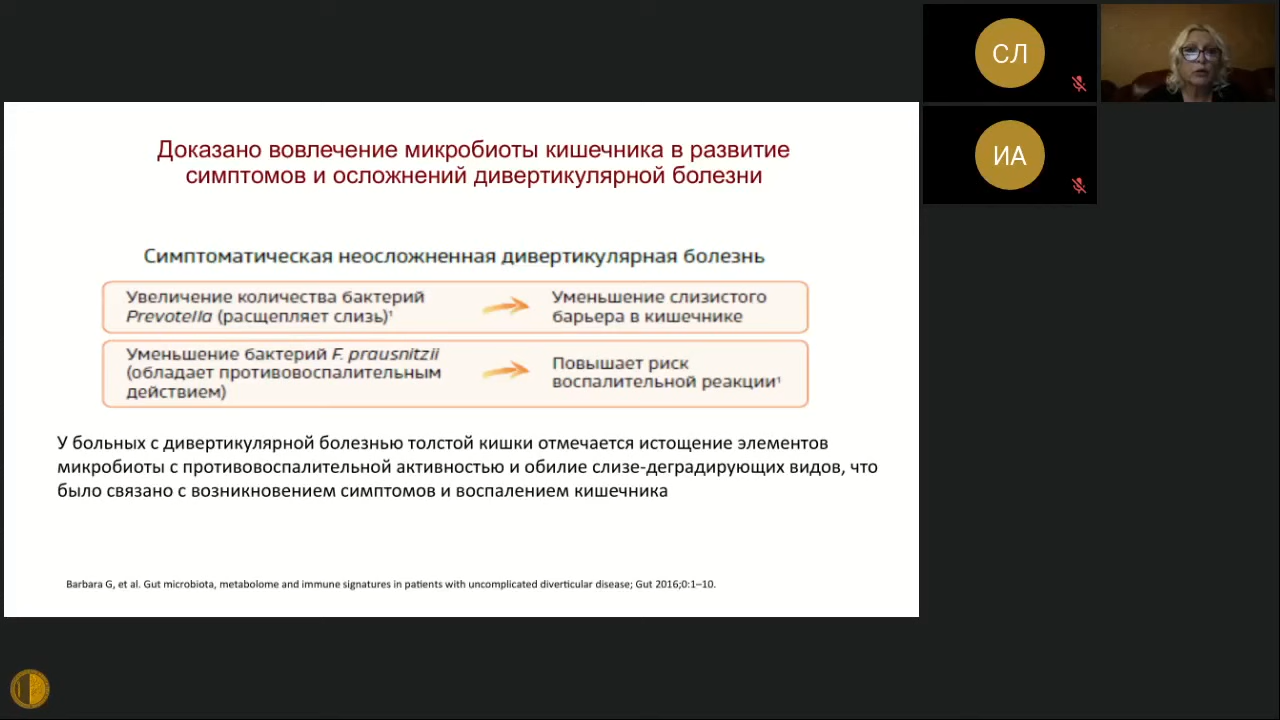 Доказано вовлечение микробиоты кишечника в развитие
симптомов и осложнений дивертикулярной болезни
Симптоматическая неосложненная дивертикулярная болезнь
Увеличение количества бактерий
Prevotella (расщепляет слизь)¹
Уменьшение слизистого
барьера в кишечнике
Уменьшение бактерий F. prausnitzii
(обладает противовоспалительным
действием)
Повышает риск
воспалительной реакции¹
У больных с дивертикулярной болезнью толстой кишки отмечается истощение элементов
микробиоты с противовоспалительной активностью и обилие слизе-деградирующих видов, что
было связано с возникновением симптомов и воспалением кишечника
Barbara G, et al. Gut microbiota, metabolome and immune signatures in patients with uncomplicated diverticular disease; Gut 2016;0:1–10.
СЛ
ИА